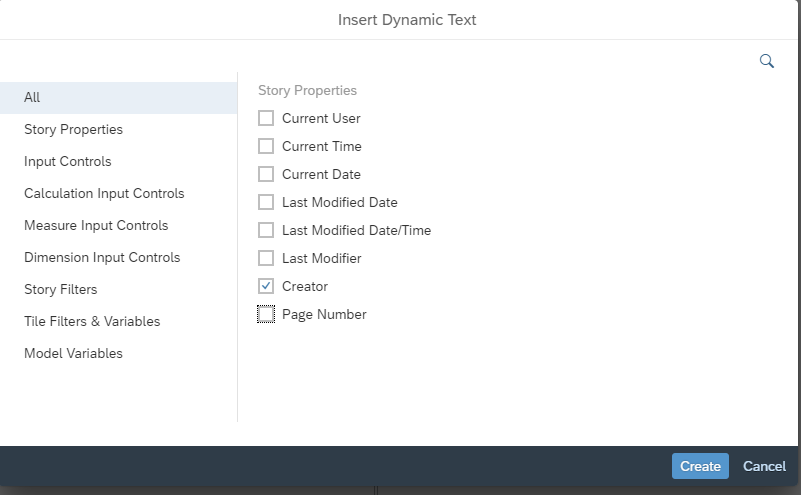 Insert Dynamic Text
All
Story Properties
Input Controls
Calculation Input Controls
Measure Input Controls
Dimension Input Controls
Story Filters
Tile Filters & Variables
Model Variables
Story Properties
Current User
Current Time
Current Date
Last Modified Date
Last Modified Date/Time
Last Modifier
Creator
Page Number
Create Cancel